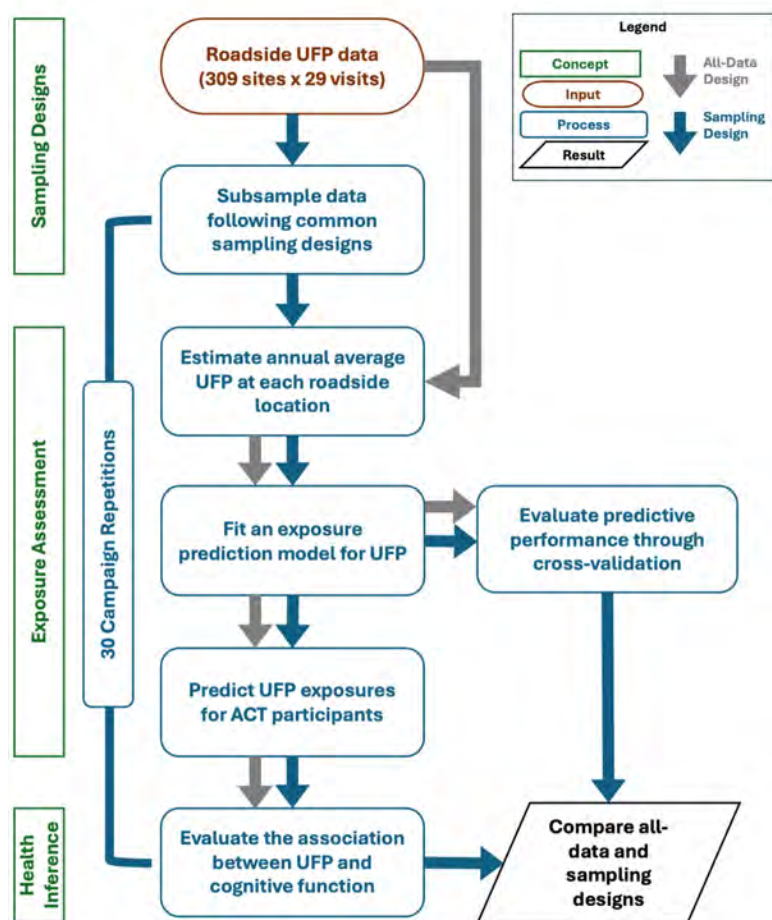 Roadside UFP data
(309 sites x 29 visits)
Legend
Concept
Input
Process
Result
All-Data
Design
Sampling
Design
Sampling Designs
Subsample data
following common
sampling designs
Exposure Assessment
30 Campaign Repetitions
Estimate annual average
UFP at each roadside
location
Fit an exposure
prediction model for UFP
Evaluate predictive
performance through
cross-validation
Predict UFP exposures
for ACT participants
Health
Inference
Evaluate the association
between UFP and
cognitive function
Compare all-
data and
sampling
designs